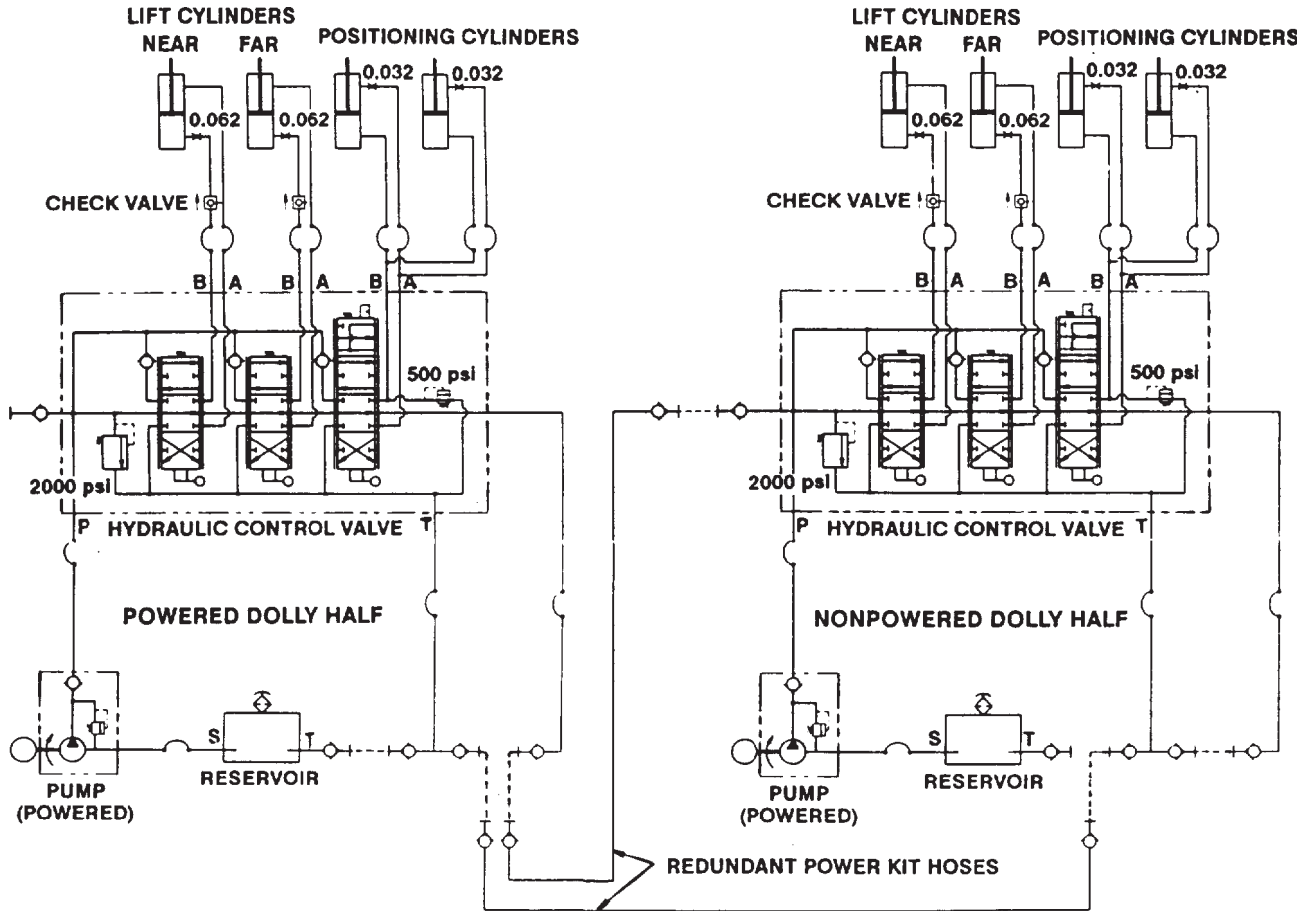 LIFT CYLINDERS
NEAR FAR
POSITIONING CYLINDERS
0.032
0.032
0.062
0.062
CHECK VALVE
B A
B A
B A
500 psi
2000 psi
P
HYDRAULIC CONTROL VALVE
T
POWERED DOLLY HALF
S
T
RESERVOIR
PUMP
(POWERED)
LIFT CYLINDERS
NEAR FAR
POSITIONING CYLINDERS
0.032
0.032
0.062
0.062
CHECK VALVE
B A
B A
B A
500 psi
2000 psi
P
HYDRAULIC CONTROL VALVE
T
NONPOWERED DOLLY HALF
S
T
RESERVOIR
PUMP
(POWERED)
REDUNDANT POWER KIT HOSES